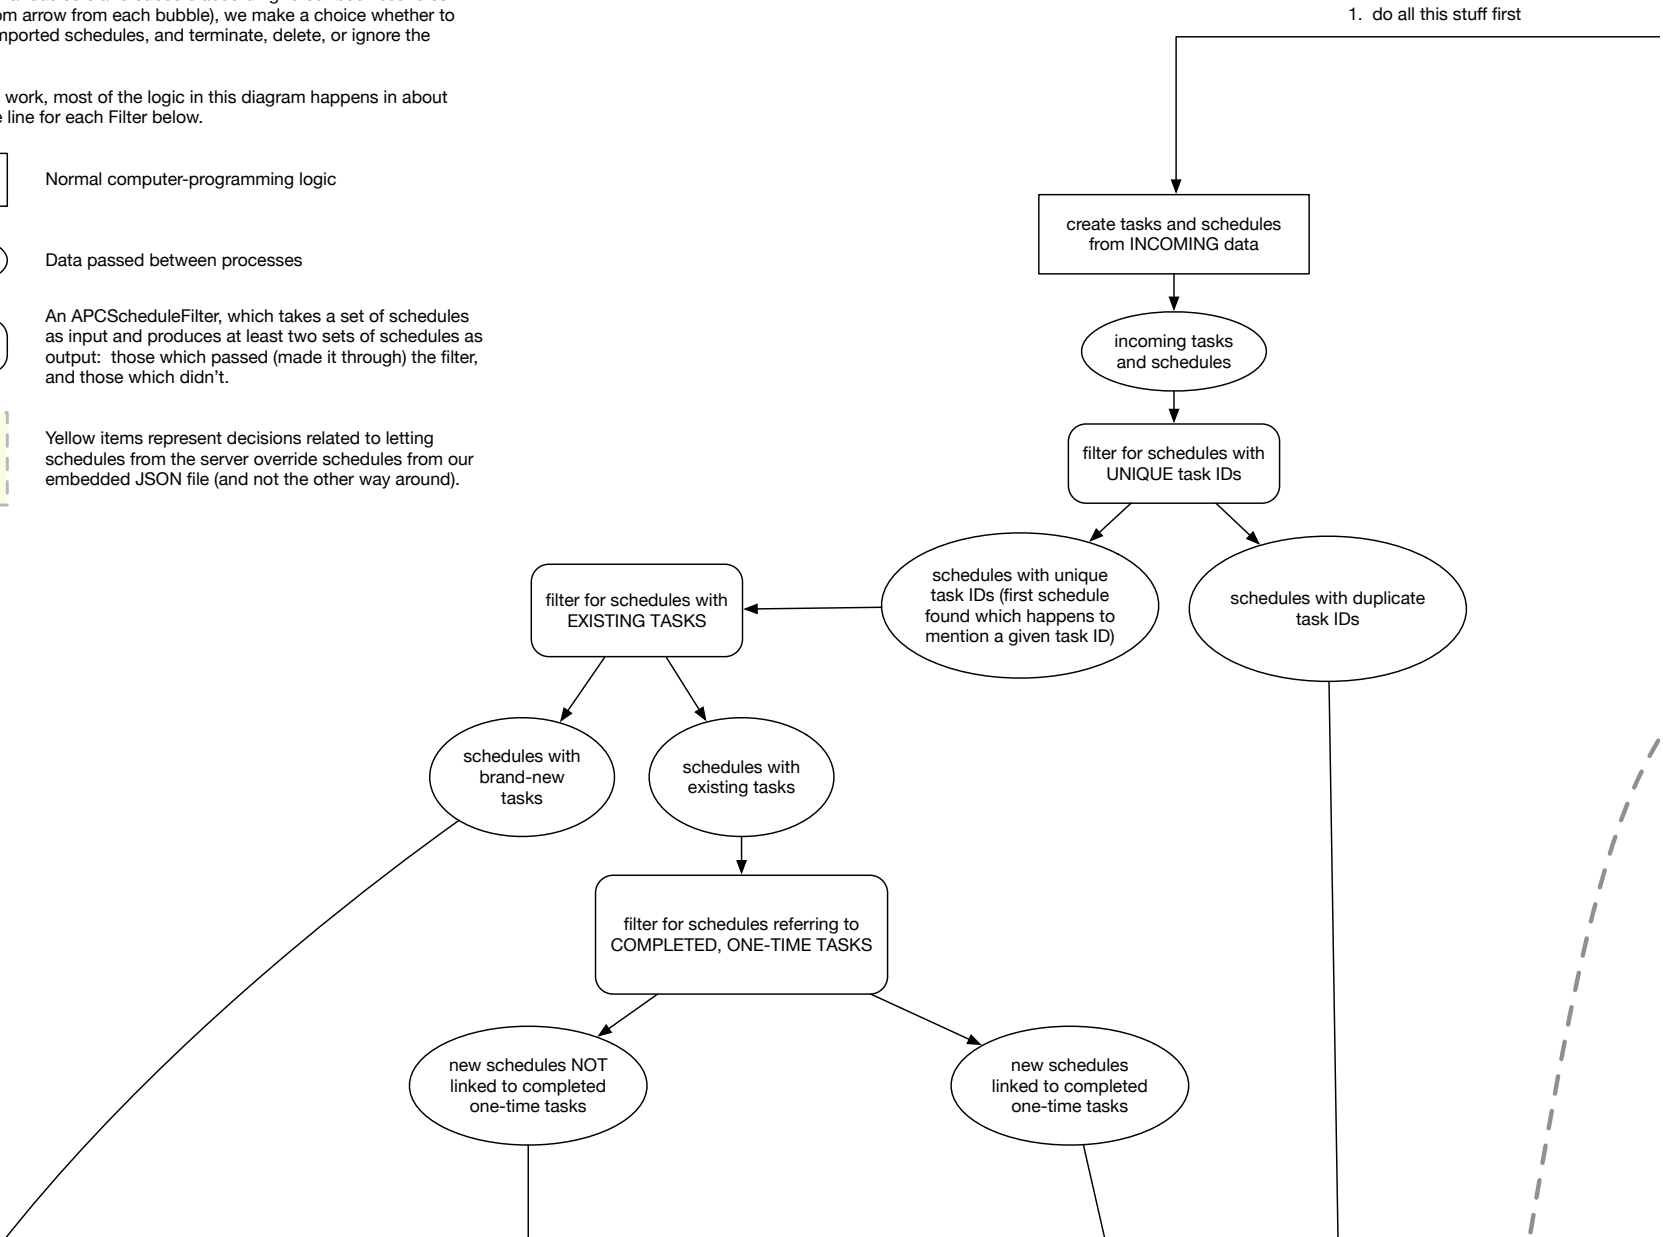 arrow from each bubble), we make a choice whether to
schedules, and terminate, delete, or ignore the
work, most of the logic in this diagram happens in about
line for each Filter below.
Normal computer-programming logic
Data passed between processes
An APCScheduleFilter, which takes a set of schedules
as input and produces at least two sets of schedules as
output: those which passed (made it through) the filter,
and those which didn't.
Yellow items represent decisions related to letting
schedules from the server override schedules from our
embedded JSON file (and not the other way around).
1. do all this stuff first
create tasks and schedules
from INCOMING data
incoming tasks
and schedules
filter for schedules with
UNIQUE task IDs
schedules with unique
task IDs (first schedule
found which happens to
mention a given task ID)
schedules with duplicate
task IDs
filter for schedules with
EXISTING TASKS
schedules with
brand-new
tasks
schedules with
existing tasks
filter for schedules referring to
COMPLETED, ONE-TIME TASKS
new schedules NOT
linked to completed
one-time tasks
new schedules
linked to completed
one-time tasks